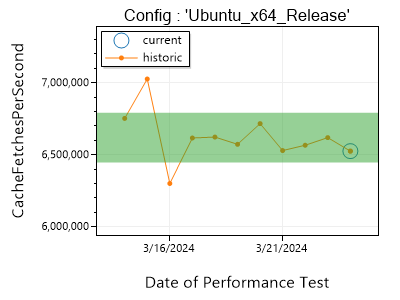 Config : 'Ubuntu_x64_Release'
current
historic
CacheFetchesPerSecond
7,000,000
6,500,000
6,000,000
3/16/2024
3/21/2024
Date of Performance Test